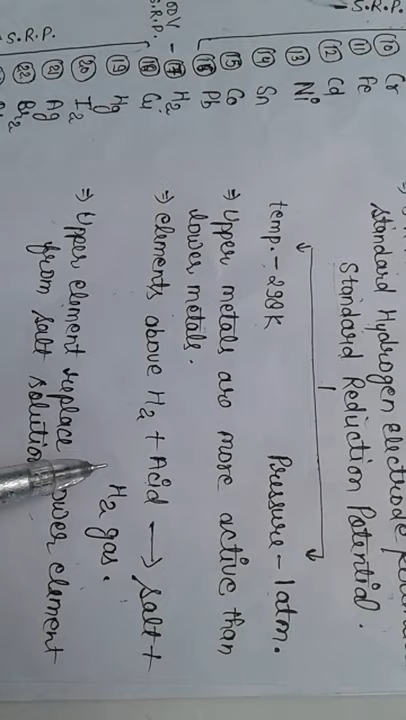 - S.R.P.
(10) Cr
(11) Fe
(12) Cd
(13) Ni
(14) Sn
(15) Co
(16) Pb
(17) H2
(18) Cu
(19) Hg
(20) I2
(21) Ag
(22) Br2
S.R.P.
- S.R.P.
Standard Hydrogen electrode
Standard Reduction Potential.
temp. - 298K Pressure - 1 atm.
⇒ Upper metals are more active than
lower metals.
⇒ Elements above H2 + Acid → Salt +
H2 gas.
⇒ Upper element replace lower element
from salt solution